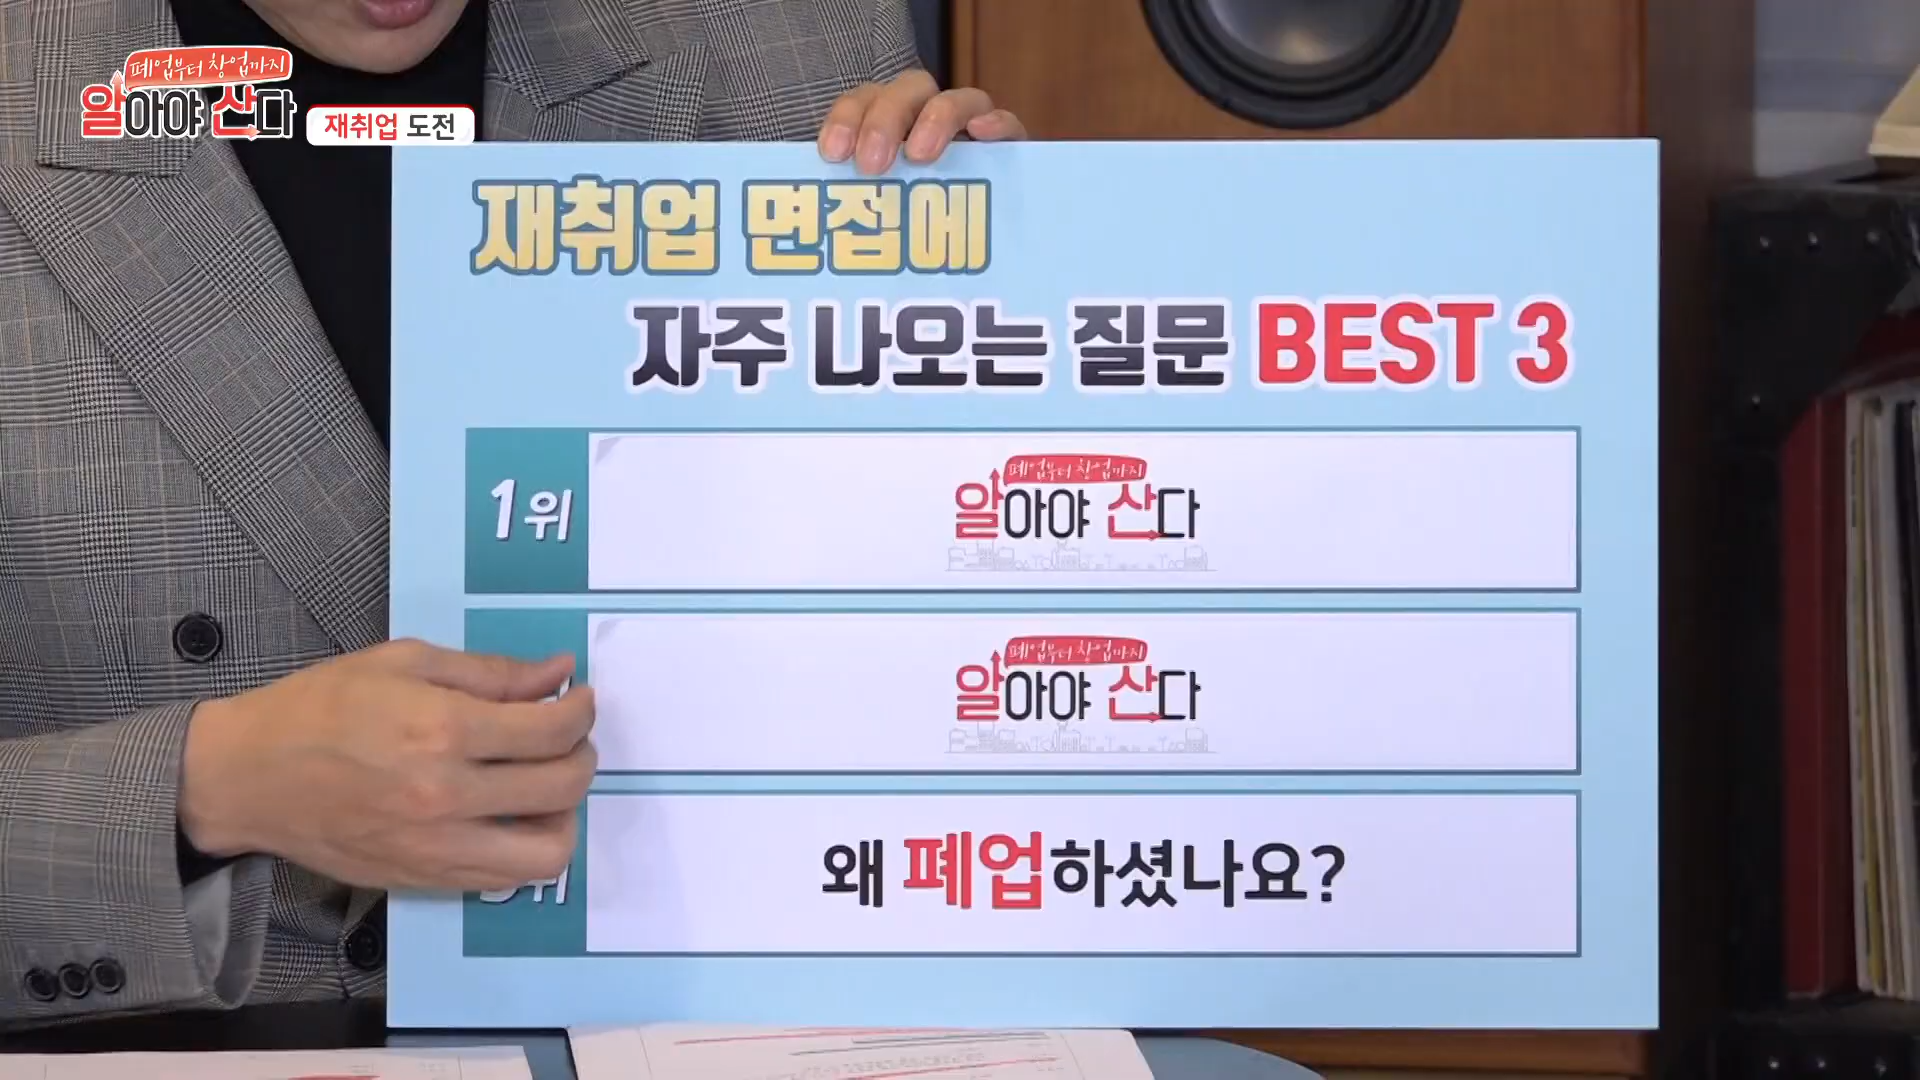 폐업부터 창업까지
알아야 산다
재취업 도전
재취업 면접에
자주 나오는 질문 BEST 3
1위
폐업부터 창업까지
알아야 산다
폐업부터 창업까지
알아야 산다
왜 폐업하셨나요?